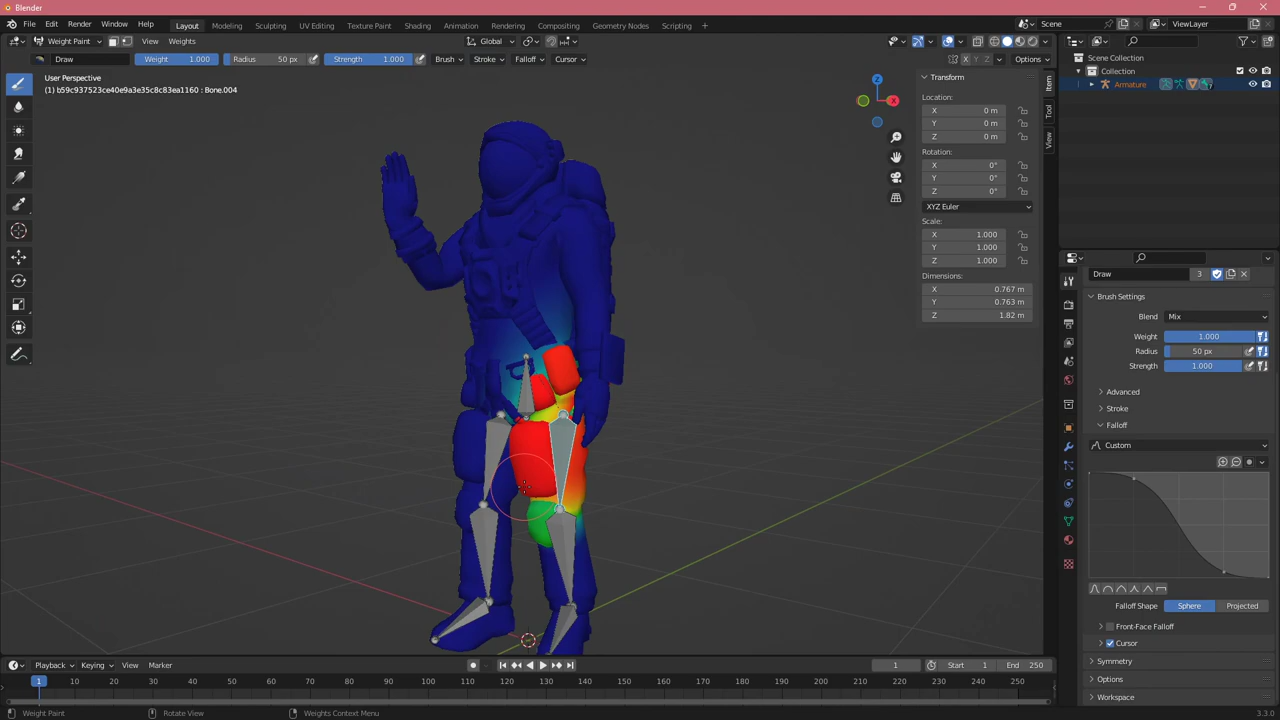 Blender
File Edit Render Window Help
Layout Modeling Sculpting UV Editing Texture Paint Shading Animation Rendering Compositing Geometry Nodes Scripting +
Scene ViewLayer
Weight Paint View Weights
Global
Draw Weight 1.000 Radius 50 px Strength 1.000 Brush Stroke Falloff Cursor
X Y Z Options
User Perspective
(1) b59c937523ce40e9a3e35c8c83ea1160 : Bone.004
Z
X
Transform
Location:
X 0 m
Y 0 m
Z 0 m
Rotation:
X 0°
Y 0°
Z 0°
XYZ Euler
Scale:
X 1.000
Y 1.000
Z 1.000
Dimensions:
X 0.767 m
Y 0.763 m
Z 1.82 m
Item
Tool
View
Scene Collection
Collection
Armature
Draw 3
Brush Settings
Blend Mix
Weight 1.000
Radius 50 px
Strength 1.000
Advanced
Stroke
Falloff
Custom
Falloff Shape Sphere Projected
Front-Face Falloff
Cursor
Symmetry
Options
Workspace
Playback Keying View Marker
1 Start 1 End 250
1 10 20 30 40 50 60 70 80 90 100 110 120 130 140 150 160 170 180 190 200 210 220 230 240 250
Weight Paint Rotate View Weights Context Menu 3.3.0